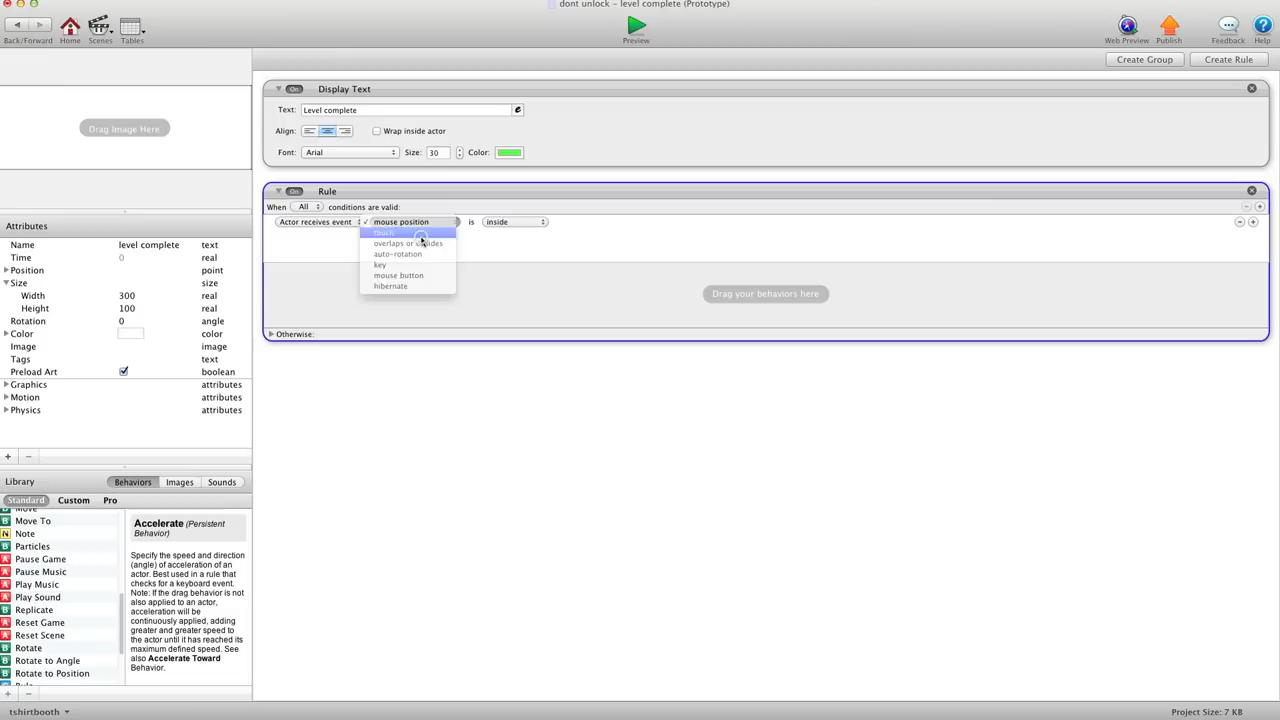 dont unlock – level complete (Prototype)
Back/Forward Home Scenes Tables Preview Web Preview Publish Feedback Help
Create Group Create Rule
Drag Image Here
Attributes
Name level complete text
Time 0 real
Position point
Size size
Width 300 real
Height 100 real
Rotation 0 angle
Color color
Image image
Tags text
Preload Art boolean
Graphics attributes
Motion attributes
Physics attributes
+ −
Library Behaviors Images Sounds
Standard Custom Pro
Move To
Note
Particles
Pause Game
Pause Music
Play Music
Play Sound
Replicate
Reset Game
Reset Scene
Rotate
Rotate to Angle
Rotate to Position
Accelerate (Persistent
Behavior)
Specify the speed and direction
(angle) of acceleration of an
actor. Best used in a rule that
checks for a keyboard event.
Note: If the drag behavior is not
also applied to an actor,
acceleration will be
continuously applied, adding
greater and greater speed to
the actor until it has reached its
maximum defined speed. See
also Accelerate Toward
Behavior.
tshirtbooth
On Display Text
Text: Level complete
Align: Wrap inside actor
Font: Arial Size: 30 Color:
On Rule
When All conditions are valid:
Actor receives event ✓ mouse position is inside
touch
overlaps or
auto-rotation
key
mouse button
hibernate
Drag your behaviors here
Otherwise:
Project Size: 7 KB